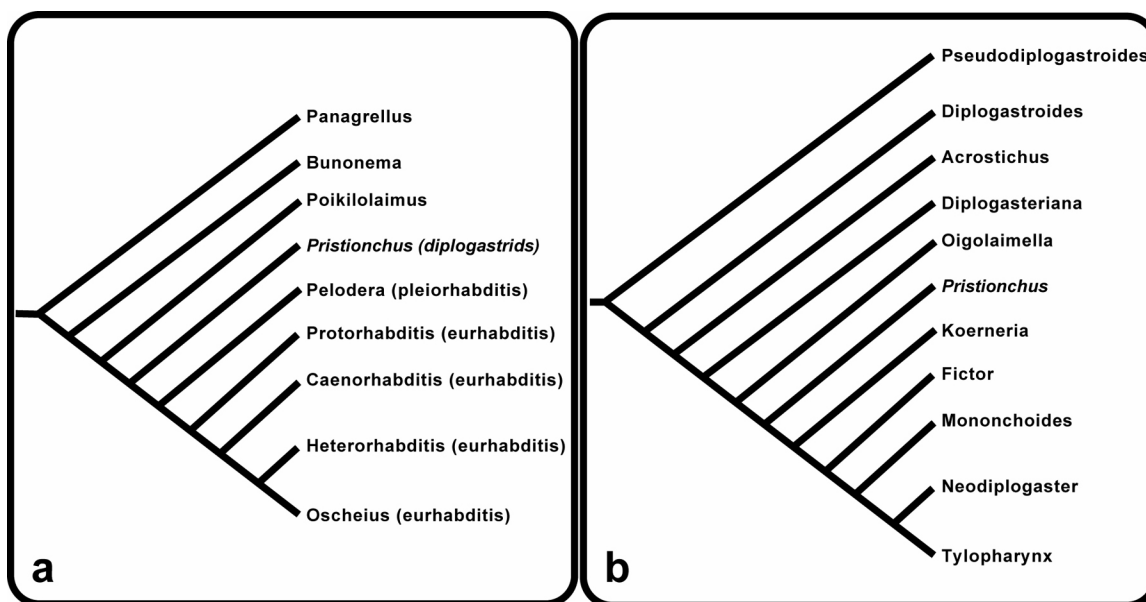 Panagrellus
Bunonema
Poikilolaimus
Pristionchus (diplogastrids)
Pelodera (pleiorhabditis)
Protorhabditis (eurhabditis)
Caenorhabditis (eurhabditis)
Heterorhabditis (eurhabditis)
Oscheius (eurhabditis)
a
Pseudodiplogastroides
Diplogastroides
Acrostichus
Diplogasteriana
Oigolaimella
Pristionchus
Koerneria
Fictor
Mononchoides
Neodiplogaster
Tylopharynx
b